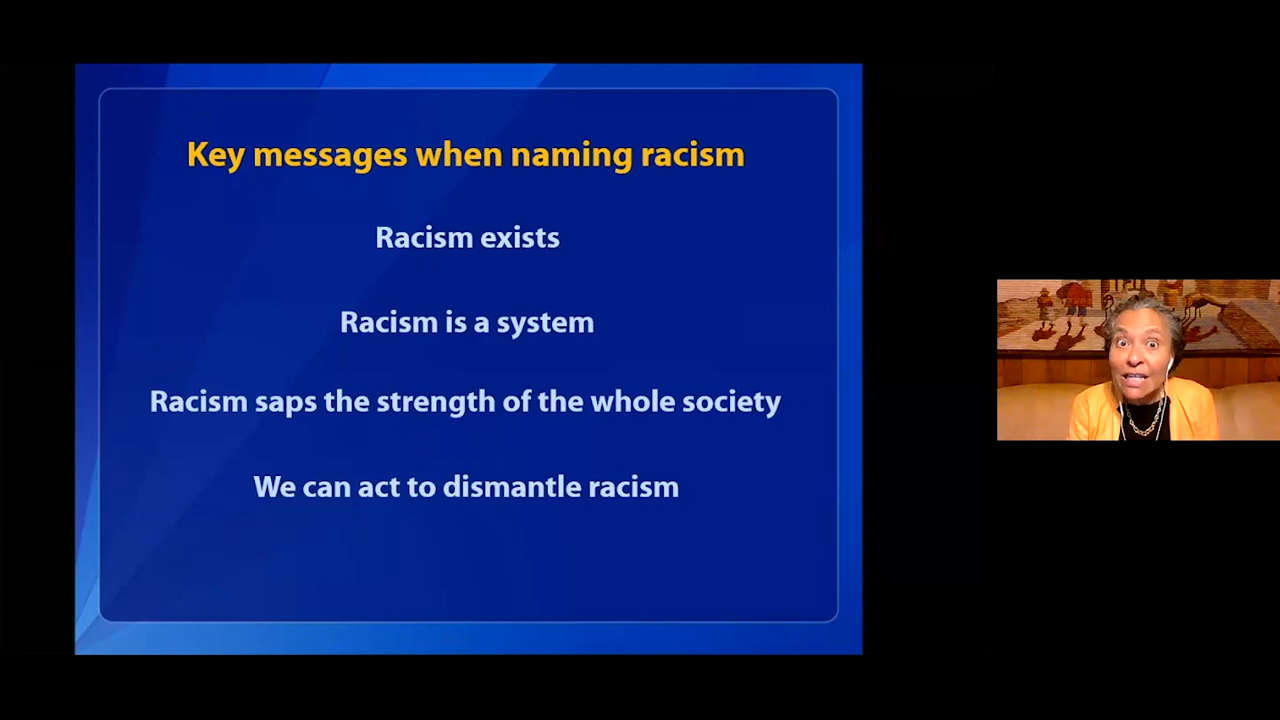 Key messages when naming racism
Racism exists
Racism is a system
Racism saps the strength of the whole society
We can act to dismantle racism